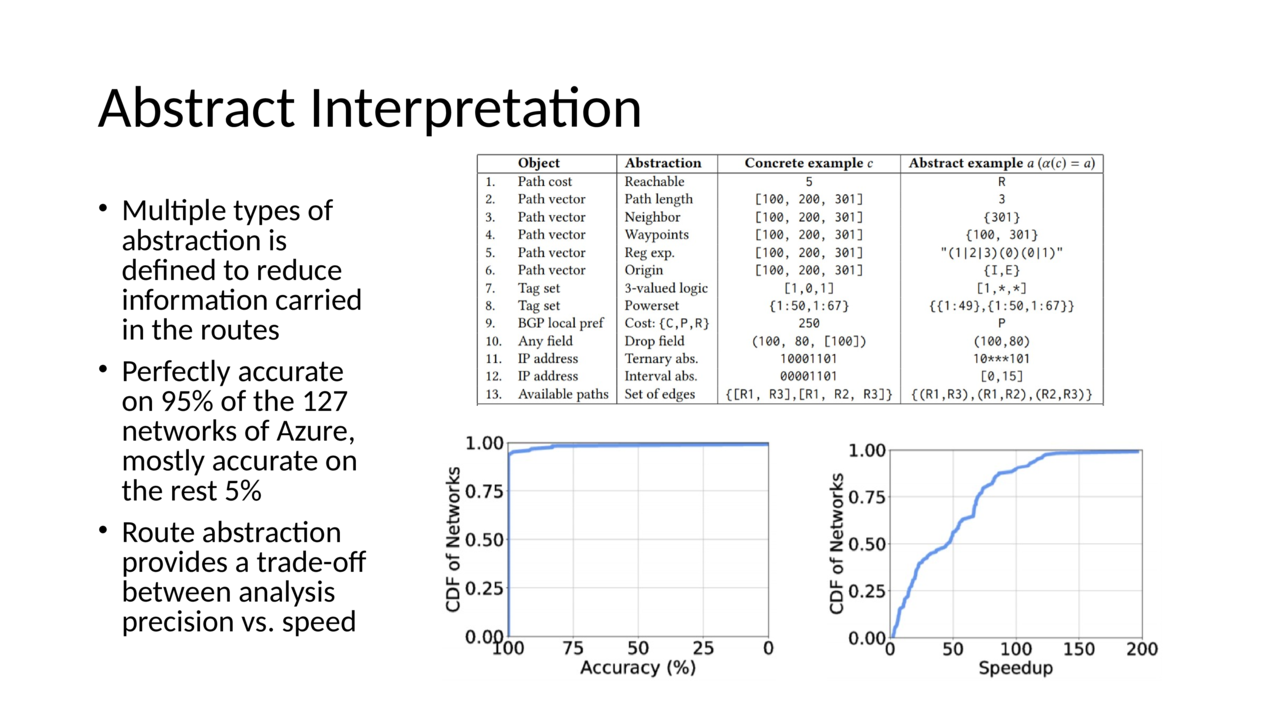 Abstract Interpretation
• Multiple types of
abstraction is
defined to reduce
information carried
in the routes
• Perfectly accurate
on 95% of the 127
networks of Azure,
mostly accurate on
the rest 5%
• Route abstraction
provides a trade-off
between analysis
precision vs. speed
Object Abstraction Concrete example c Abstract example a (α(c) = a)
1. Path cost Reachable 5 R
2. Path vector Path length [100, 200, 301] 3
3. Path vector Neighbor [100, 200, 301] {301}
4. Path vector Waypoints [100, 200, 301] {100, 301}
5. Path vector Reg exp. [100, 200, 301] "(1|2|3)(0)(0|1)"
6. Path vector Origin [100, 200, 301] {I,E}
7. Tag set 3-valued logic [1,0,1] [1,*,*]
8. Tag set Powerset {1:50,1:67} {{1:49},{1:50,1:67}}
9. BGP local pref Cost: {C,P,R} 250 P
10. Any field Drop field (100, 80, [100]) (100,80)
11. IP address Ternary abs. 10001101 10***101
12. IP address Interval abs. 00001101 [0,15]
13. Available paths Set of edges {[R1, R3],[R1, R2, R3]} {(R1,R3),(R1,R2),(R2,R3)}
CDF of Networks
1.00
0.75
0.50
0.25
0.00
100 75 50 25 0
Accuracy (%)
CDF of Networks
1.00
0.75
0.50
0.25
0.00
0 50 100 150 200
Speedup